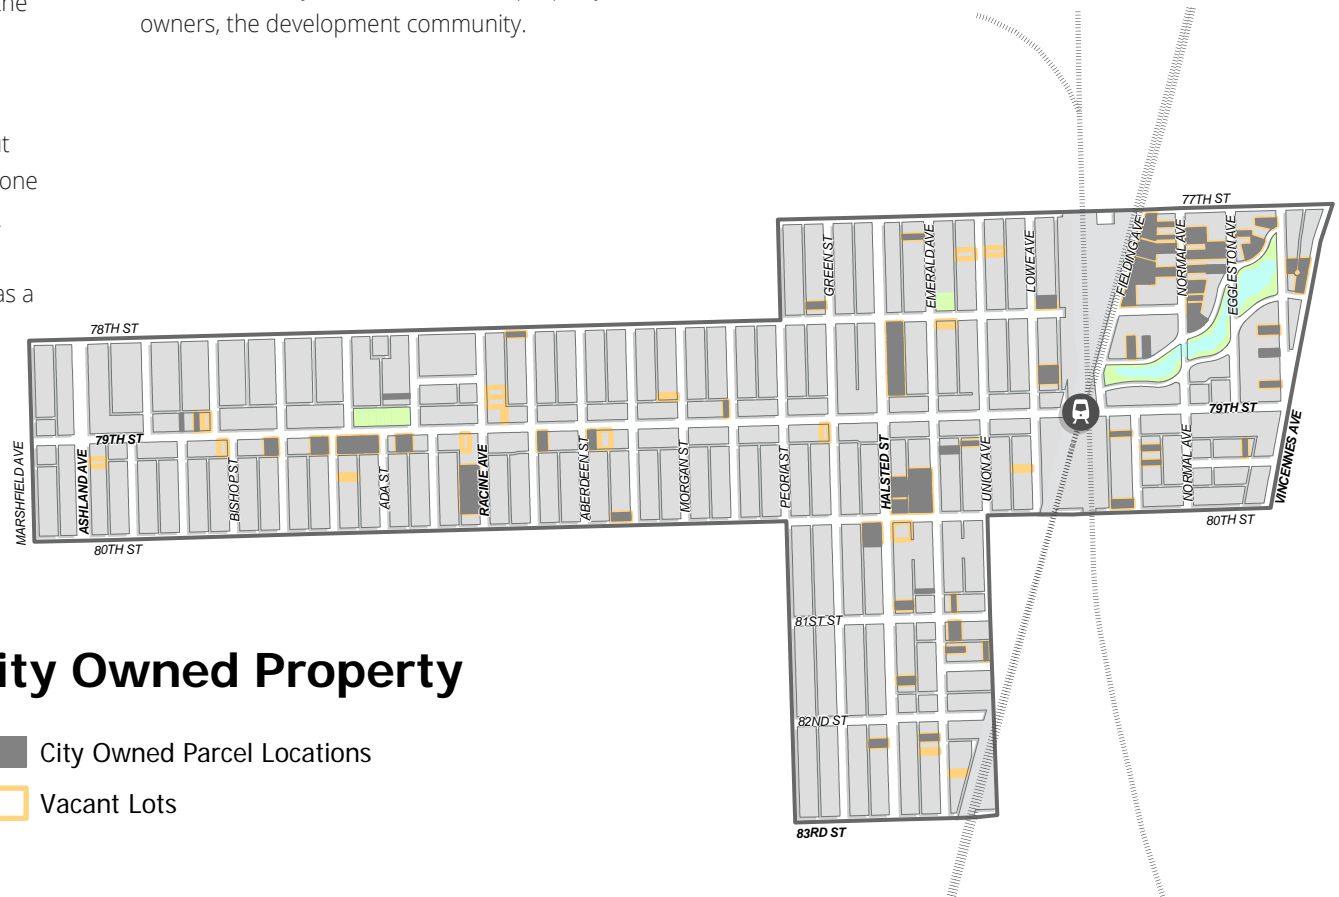 the
owners, the development community.
one
as a
77TH ST
GREEN ST
EMERALD AVE
LOWE AVE
FIELDING AVE
NORMAL AVE
EGGLESTON AVE
78TH ST
79TH ST
79TH ST
MARSHFIELD AVE
ASHLAND AVE
BISHOP ST
ADA ST
RACINE AVE
ABERDEEN ST
MORGAN ST
PEORIA ST
HALSTED ST
UNION AVE
NORMAL AVE
VINCENNES AVE
80TH ST
80TH ST
81ST ST
82ND ST
83RD ST
ity Owned Property
City Owned Parcel Locations
Vacant Lots